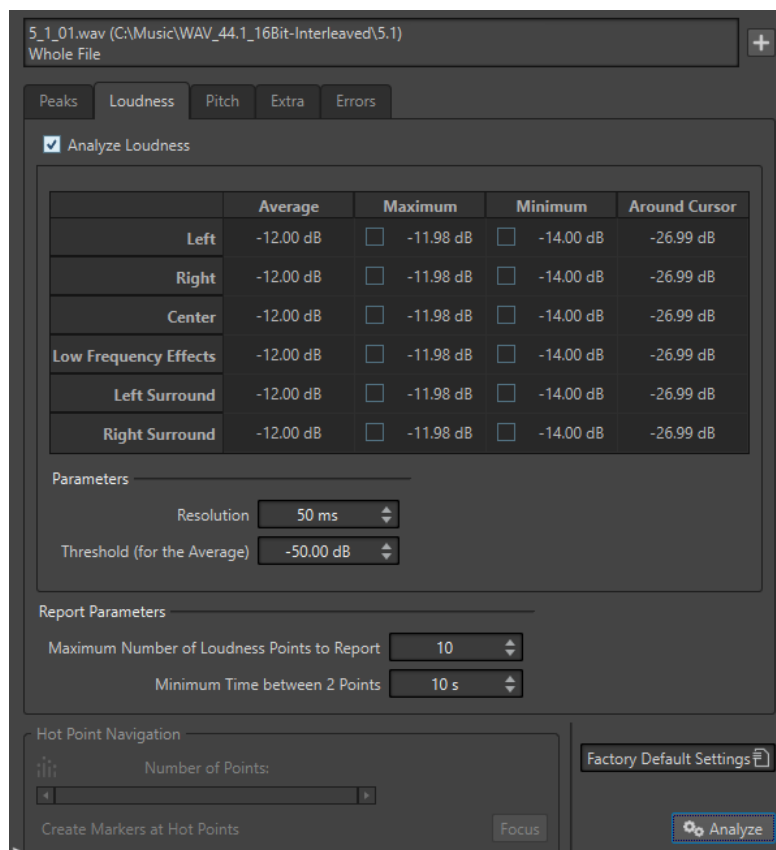 5_1_01.wav (C:\Music\WAV_44.1_16Bit-Interleaved\5.1)
Whole File
+
Peaks Loudness Pitch Extra Errors
Analyze Loudness
Average Maximum Minimum Around Cursor
Left -12.00 dB -11.98 dB -14.00 dB -26.99 dB
Right -12.00 dB -11.98 dB -14.00 dB -26.99 dB
Center -12.00 dB -11.98 dB -14.00 dB -26.99 dB
Low Frequency Effects -12.00 dB -11.98 dB -14.00 dB -26.99 dB
Left Surround -12.00 dB -11.98 dB -14.00 dB -26.99 dB
Right Surround -12.00 dB -11.98 dB -14.00 dB -26.99 dB
Parameters
Resolution 50 ms
Threshold (for the Average) -50.00 dB
Report Parameters
Maximum Number of Loudness Points to Report 10
Minimum Time between 2 Points 10 s
Hot Point Navigation
Number of Points:
Factory Default Settings
Create Markers at Hot Points Focus
Analyze